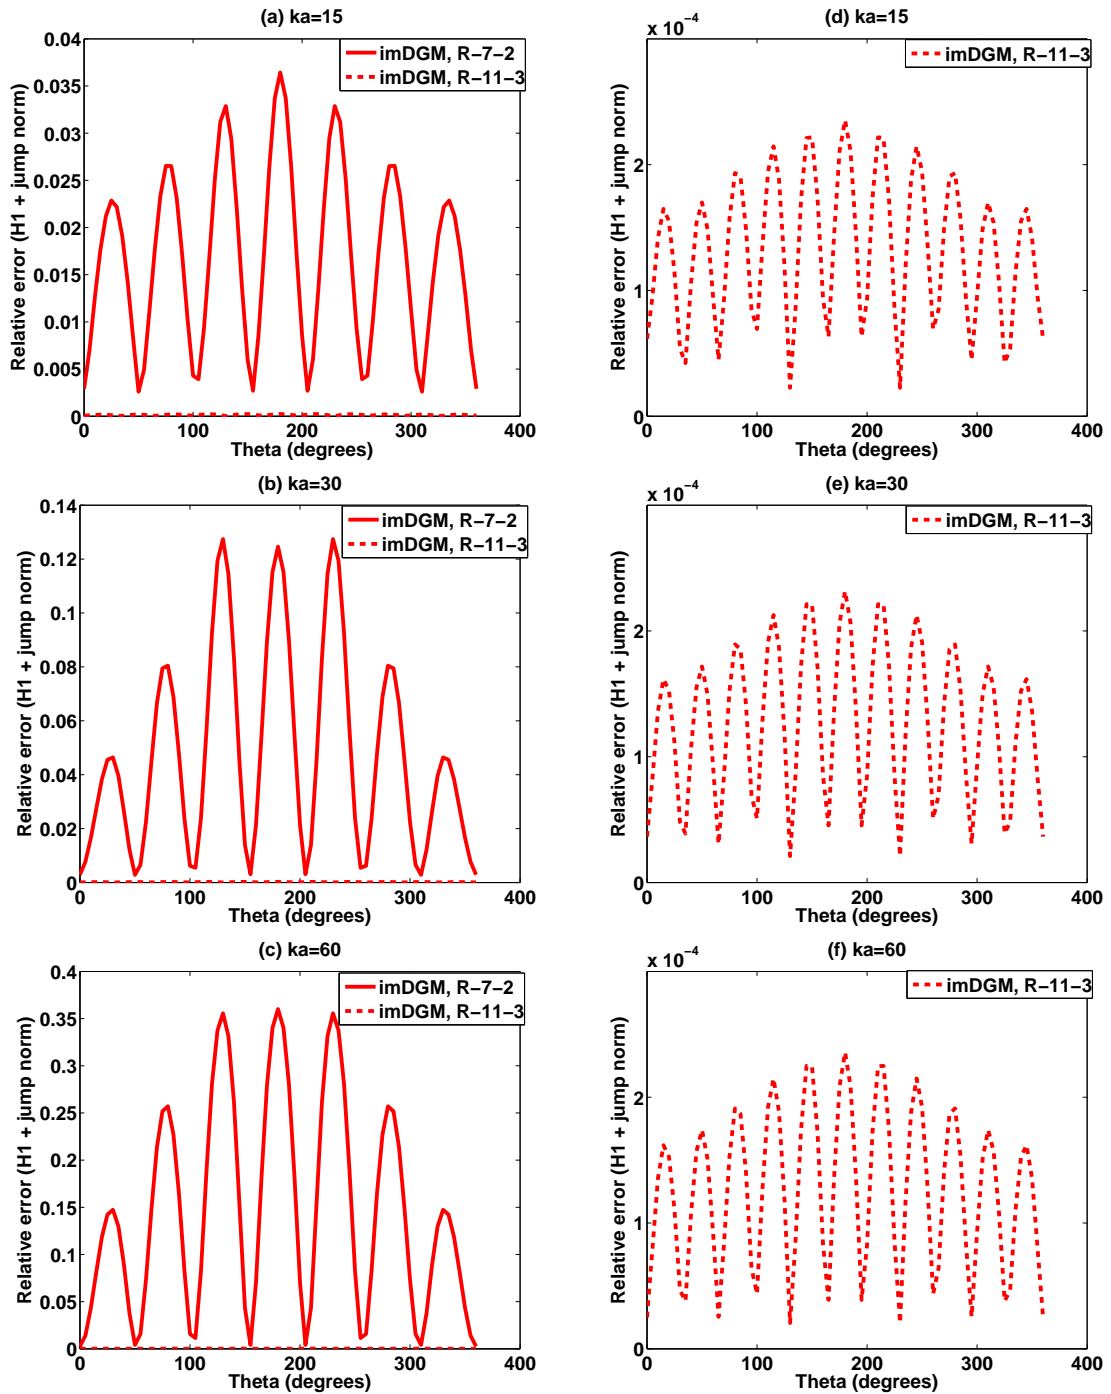 (a) ka=15
0.04
0.035
0.03
0.025
0.02
0.015
0.01
0.005
0
0
100
200
300
400
Relative error (H1 + jump norm)
Theta (degrees)
imDGM, R−7−2
imDGM, R−11−3
(d) ka=15
x 10−4
2
1
0
0
100
200
300
400
Relative error (H1 + jump norm)
Theta (degrees)
imDGM, R−11−3
(b) ka=30
0.14
0.12
0.1
0.08
0.06
0.04
0.02
0
0
100
200
300
400
Relative error (H1 + jump norm)
Theta (degrees)
imDGM, R−7−2
imDGM, R−11−3
(e) ka=30
x 10−4
2
1
0
0
100
200
300
400
Relative error (H1 + jump norm)
Theta (degrees)
imDGM, R−11−3
(c) ka=60
0.4
0.35
0.3
0.25
0.2
0.15
0.1
0.05
0
0
100
200
300
400
Relative error (H1 + jump norm)
Theta (degrees)
imDGM, R−7−2
imDGM, R−11−3
(f) ka=60
x 10−4
2
1
0
0
100
200
300
400
Relative error (H1 + jump norm)
Theta (degrees)
imDGM, R−11−3